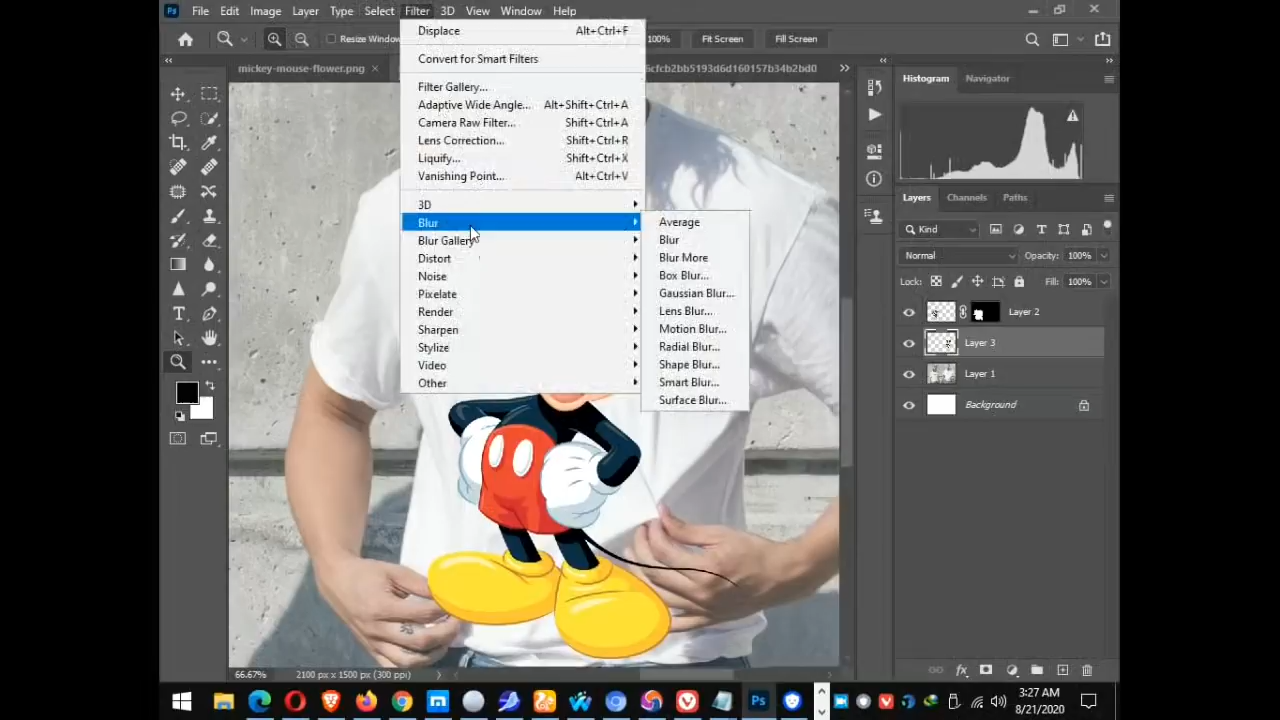 Ps File Edit Image Layer Type Select Filter 3D View Window Help
Resize Windo 100% Fit Screen Fill Screen
mickey-mouse-flower.png × 6cfcb2bb5193d6d160157b34b2bd0 »
Displace Alt+Ctrl+F
Convert for Smart Filters
Filter Gallery...
Adaptive Wide Angle... Alt+Shift+Ctrl+A
Camera Raw Filter... Shift+Ctrl+A
Lens Correction... Shift+Ctrl+R
Liquify... Shift+Ctrl+X
Vanishing Point... Alt+Ctrl+V
3D
Blur
Blur Gallery
Distort
Noise
Pixelate
Render
Sharpen
Stylize
Video
Other
Average
Blur
Blur More
Box Blur...
Gaussian Blur...
Lens Blur...
Motion Blur...
Radial Blur...
Shape Blur...
Smart Blur...
Surface Blur...
Histogram Navigator
Layers Channels Paths
Kind
Normal Opacity: 100%
Lock: Fill: 100%
Layer 2
Layer 3
Layer 1
Background
fx
66.67% 2100 px x 1500 px (300 ppi)
Ps
3:27 AM
8/21/2020